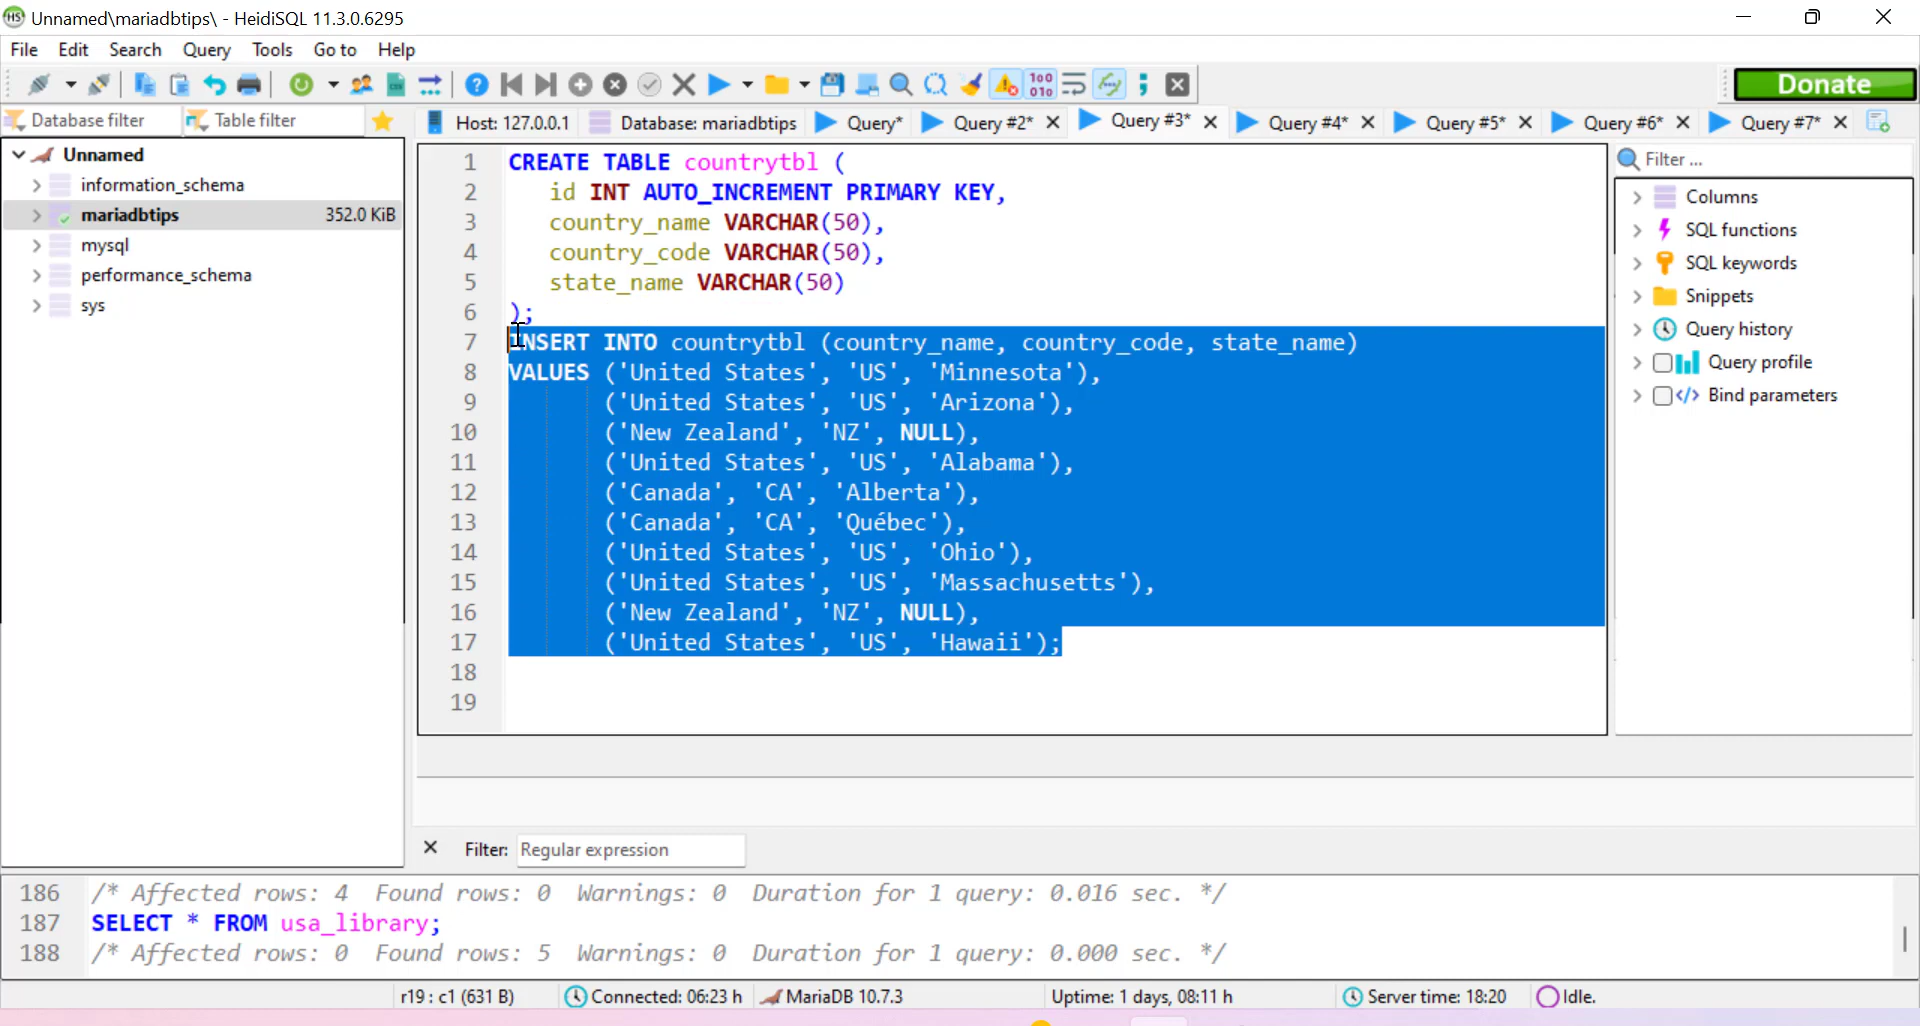 Unnamed\mariadbtips\ - HeidiSQL 11.3.0.6295
File Edit Search Query Tools Go to Help
Donate
Database filter Table filter
Host: 127.0.0.1 Database: mariadbtips Query* Query #2* Query #3* Query #4* Query #5* Query #6* Query #7*
Unnamed
information_schema
mariadbtips 352.0 KiB
mysql
performance_schema
sys
1 CREATE TABLE countrytbl (
2 id INT AUTO_INCREMENT PRIMARY KEY,
3 country_name VARCHAR(50),
4 country_code VARCHAR(50),
5 state_name VARCHAR(50)
6 );
7 INSERT INTO countrytbl (country_name, country_code, state_name)
8 VALUES ('United States', 'US', 'Minnesota'),
9 ('United States', 'US', 'Arizona'),
10 ('New Zealand', 'NZ', NULL),
11 ('United States', 'US', 'Alabama'),
12 ('Canada', 'CA', 'Alberta'),
13 ('Canada', 'CA', 'Québec'),
14 ('United States', 'US', 'Ohio'),
15 ('United States', 'US', 'Massachusetts'),
16 ('New Zealand', 'NZ', NULL),
17 ('United States', 'US', 'Hawaii');
18
19
Filter ...
Columns
SQL functions
SQL keywords
Snippets
Query history
Query profile
Bind parameters
Filter: Regular expression
186 /* Affected rows: 4 Found rows: 0 Warnings: 0 Duration for 1 query: 0.016 sec. */
187 SELECT * FROM usa_library;
188 /* Affected rows: 0 Found rows: 5 Warnings: 0 Duration for 1 query: 0.000 sec. */
r19 : c1 (631 B) Connected: 06:23 h MariaDB 10.7.3 Uptime: 1 days, 08:11 h Server time: 18:20 Idle.